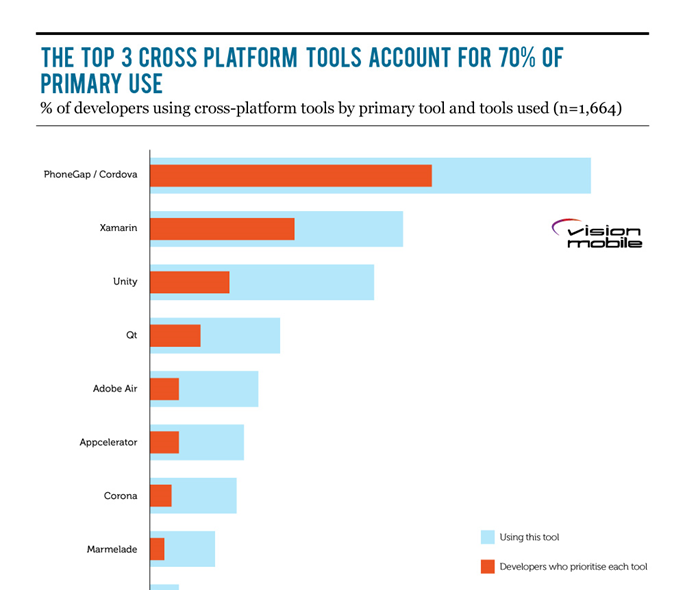 THE TOP 3 CROSS PLATFORM TOOLS ACCOUNT FOR 70% OF
PRIMARY USE
% of developers using cross-platform tools by primary tool and tools used (n=1,664)
PhoneGap / Cordova
Xamarin
vision
mobile
Unity
Qt
Adobe Air
Appcelerator
Corona
Using this tool
Marmelade
Developers who prioritise each tool